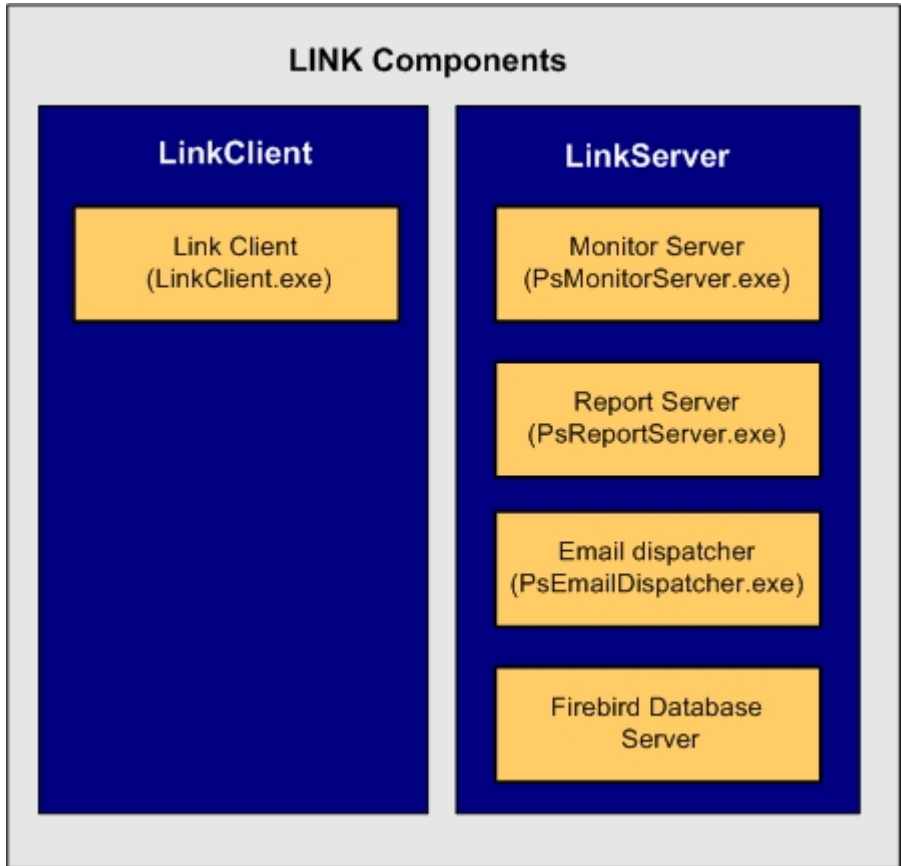 LINK Components
LinkClient
Link Client
(LinkClient.exe)
LinkServer
Monitor Server
(PsMonitorServer.exe)
Report Server
(PsReportServer.exe)
Email dispatcher
(PsEmailDispatcher.exe)
Firebird Database
Server